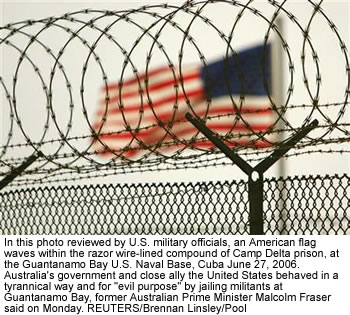 In this photo reviewed by U.S. military officials, an American flag
waves within the razor wire-lined compound of Camp Delta prison, at
the Guantanamo Bay U.S. Naval Base, Cuba June 27, 2006.
Australia's government and close ally the United States behaved in a
tyrannical way and for "evil purpose" by jailing militants at
Guantanamo Bay, former Australian Prime Minister Malcolm Fraser
said on Monday. REUTERS/Brennan Linsley/Pool